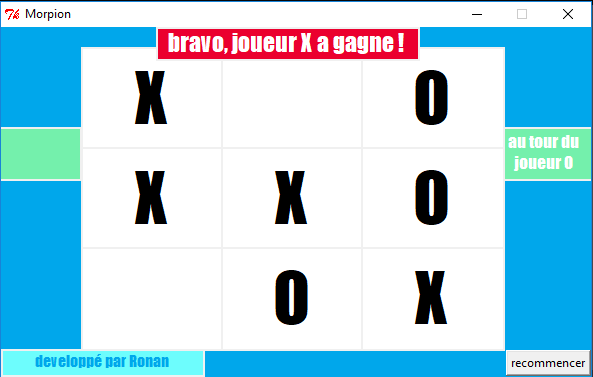 Morpion
bravo, joueur X a gagne !
X O
au tour du
joueur O
X X O
O X
developpé par Ronan
recommencer